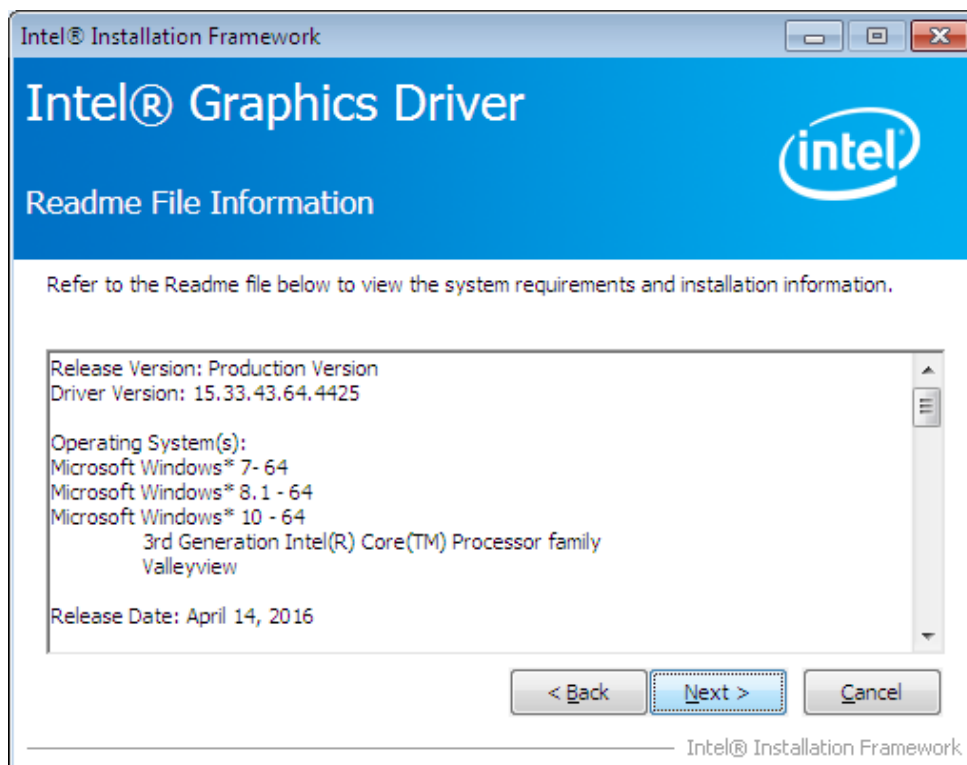 Intel® Installation Framework
Intel® Graphics Driver
intel®
Readme File Information
Refer to the Readme file below to view the system requirements and installation information.
Release Version: Production Version
Driver Version: 15.33.43.64.4425
Operating System(s):
Microsoft Windows* 7- 64
Microsoft Windows* 8.1 - 64
Microsoft Windows* 10 - 64
3rd Generation Intel(R) Core(TM) Processor family
Valleyview
Release Date: April 14, 2016
< Back
Next >
Cancel
Intel® Installation Framework